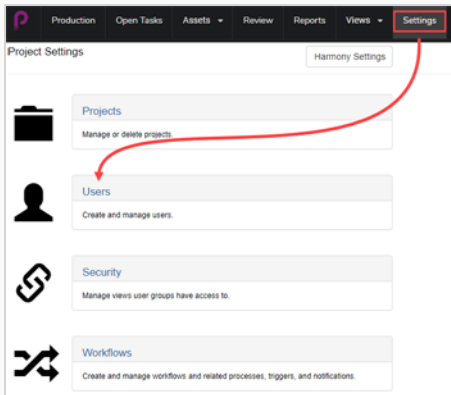 Production Open Tasks Assets Review Reports Views Settings
Project Settings
Harmony Settings
Projects
Manage or delete projects.
Users
Create and manage users.
Security
Manage views user groups have access to.
Workflows
Create and manage workflows and related processes, triggers, and notifications.